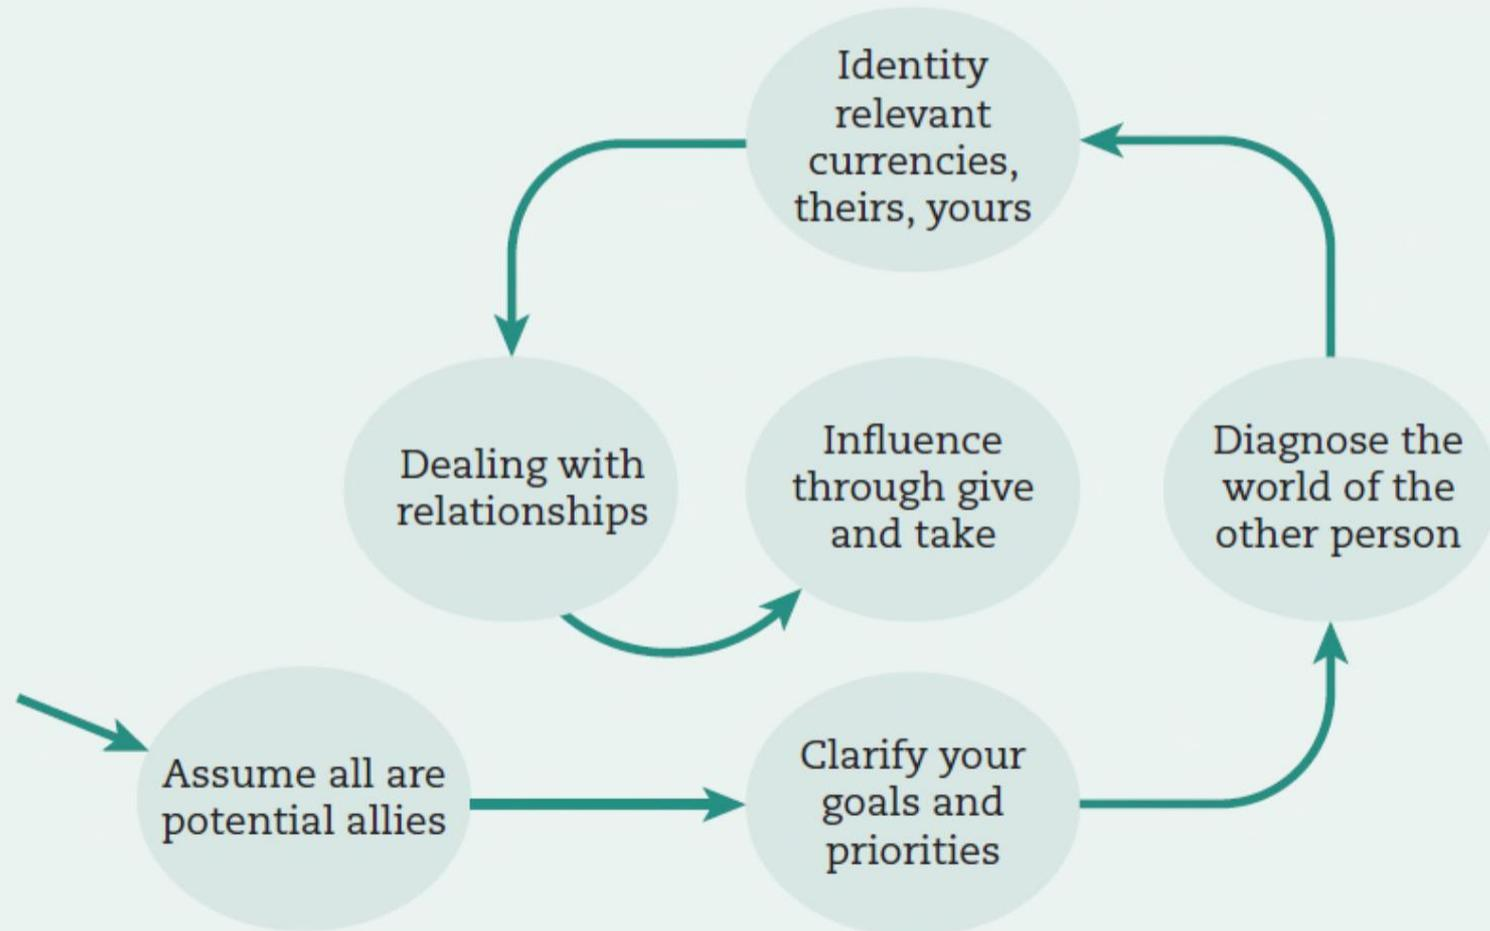 Identity
relevant
currencies,
theirs, yours
Dealing with
relationships
Influence
through give
and take
Diagnose the
world of the
other person
Assume all are
potential allies
Clarify your
goals and
priorities